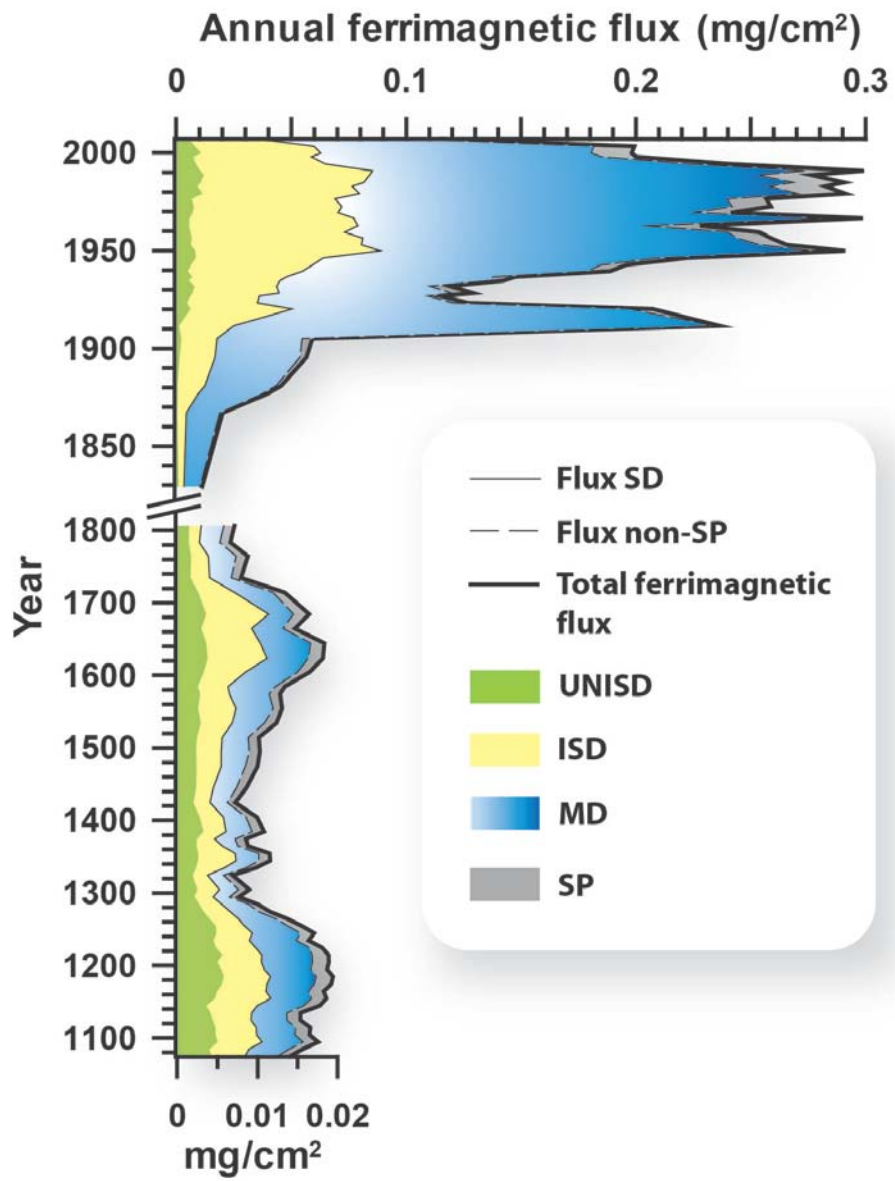 Annual ferrimagnetic flux (mg/cm²)
0 0.1 0.2 0.3
2000
1950
1900
1850
1800
1700
1600
1500
1400
1300
1200
1100
Year
Flux SD
Flux non-SP
Total ferrimagnetic
flux
UNISD
ISD
MD
SP
0 0.01 0.02
mg/cm²